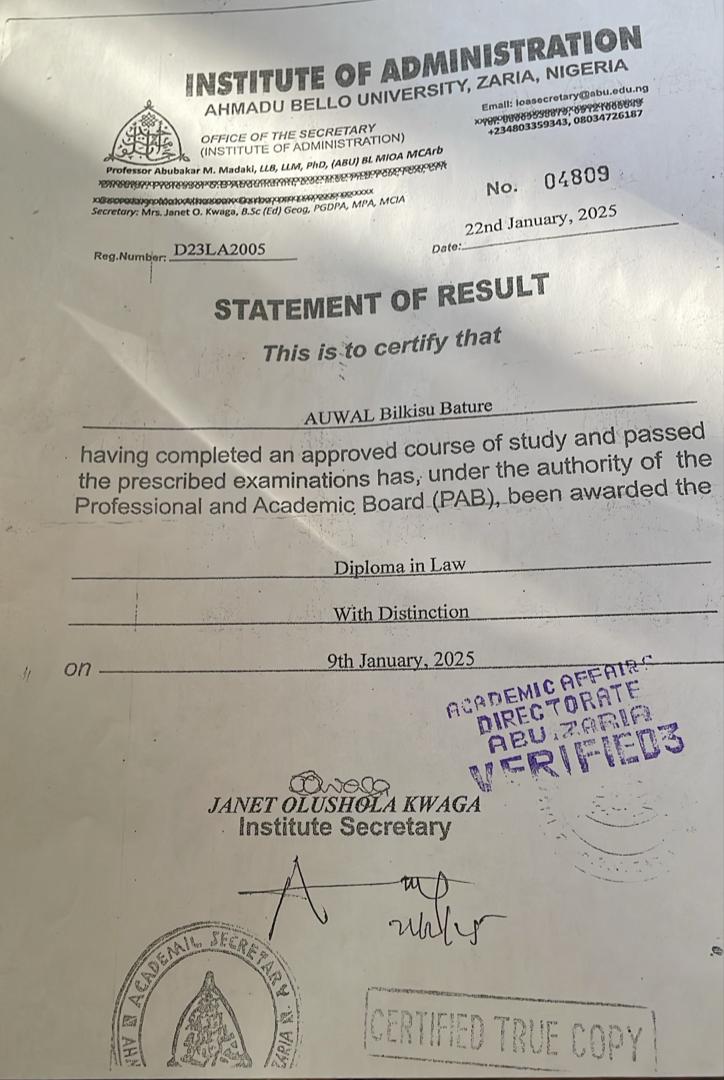 INSTITUTE OF ADMINISTRATION
AHMADU BELLO UNIVERSITY, ZARIA, NIGERIA
Email: ioasecretary@abu.edu.ng
+234803359343, 08034726187
OFFICE OF THE SECRETARY
(INSTITUTE OF ADMINISTRATION)
Professor Abubakar M. Madaki, LLB, LLM, PhD, (ABU) BL MIOA MCArb
Secretary: Mrs. Janet O. Kwaga, B.Sc (Ed) Geog, PGDPA, MPA, MCIA
No. 04809
Reg.Number: D23LA2005
Date: 22nd January, 2025
STATEMENT OF RESULT
This is to certify that
AUWAL Bilkisu Bature
having completed an approved course of study and passed
the prescribed examinations has, under the authority of the
Professional and Academic Board (PAB), been awarded the
Diploma in Law
With Distinction
on 9th January, 2025
ACADEMIC AFFAIRS
DIRECTORATE
ABU, ZARIA
VERIFIED3
JANET OLUSHOLA KWAGA
Institute Secretary
ACADEMIC SECRETARY
ZARIA
CERTIFIED TRUE COPY